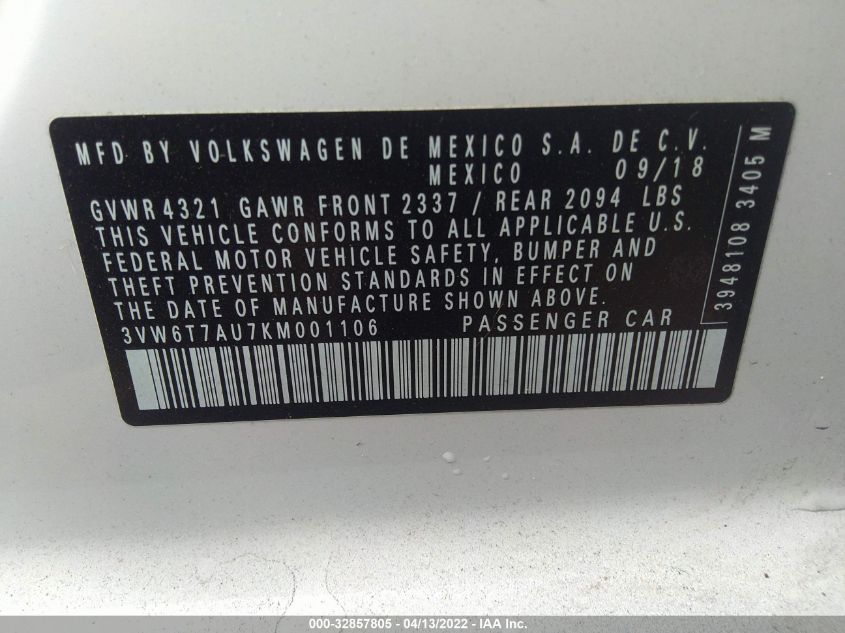 MFD BY VOLKSWAGEN DE MEXICO S.A. DE C.V.
MEXICO 09/18
GVWR 4321 GAWR FRONT 2337 / REAR 2094 LBS
THIS VEHICLE CONFORMS TO ALL APPLICABLE U.S.
FEDERAL MOTOR VEHICLE SAFETY, BUMPER AND
THEFT PREVENTION STANDARDS IN EFFECT ON
THE DATE OF MANUFACTURE SHOWN ABOVE.
3VW6T7AU7KM001106 PASSENGER CAR
3948108 3405 M
000-32857805 - 04/13/2022 - IAA Inc.